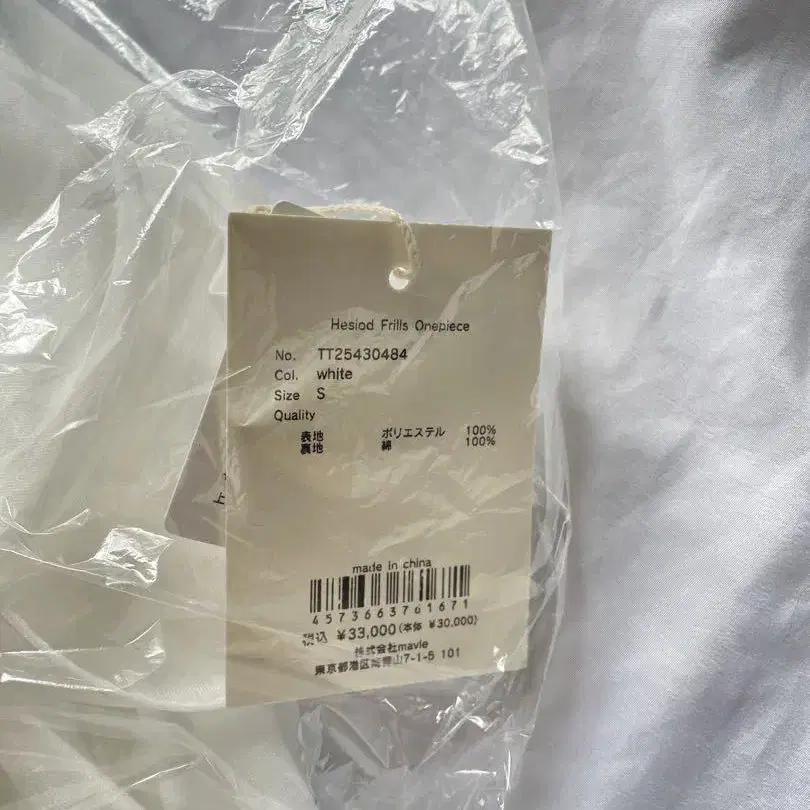 Hesiod Frills Onepiece
No. TT25430484
Col. white
Size S
Quality
表地 ポリエステル 100%
裏地 綿 100%
made in china
4573663761671
税込 ¥33,000(本体 ¥30,000)
株式会社mavie
東京都港区南青山7-1-5 101
上